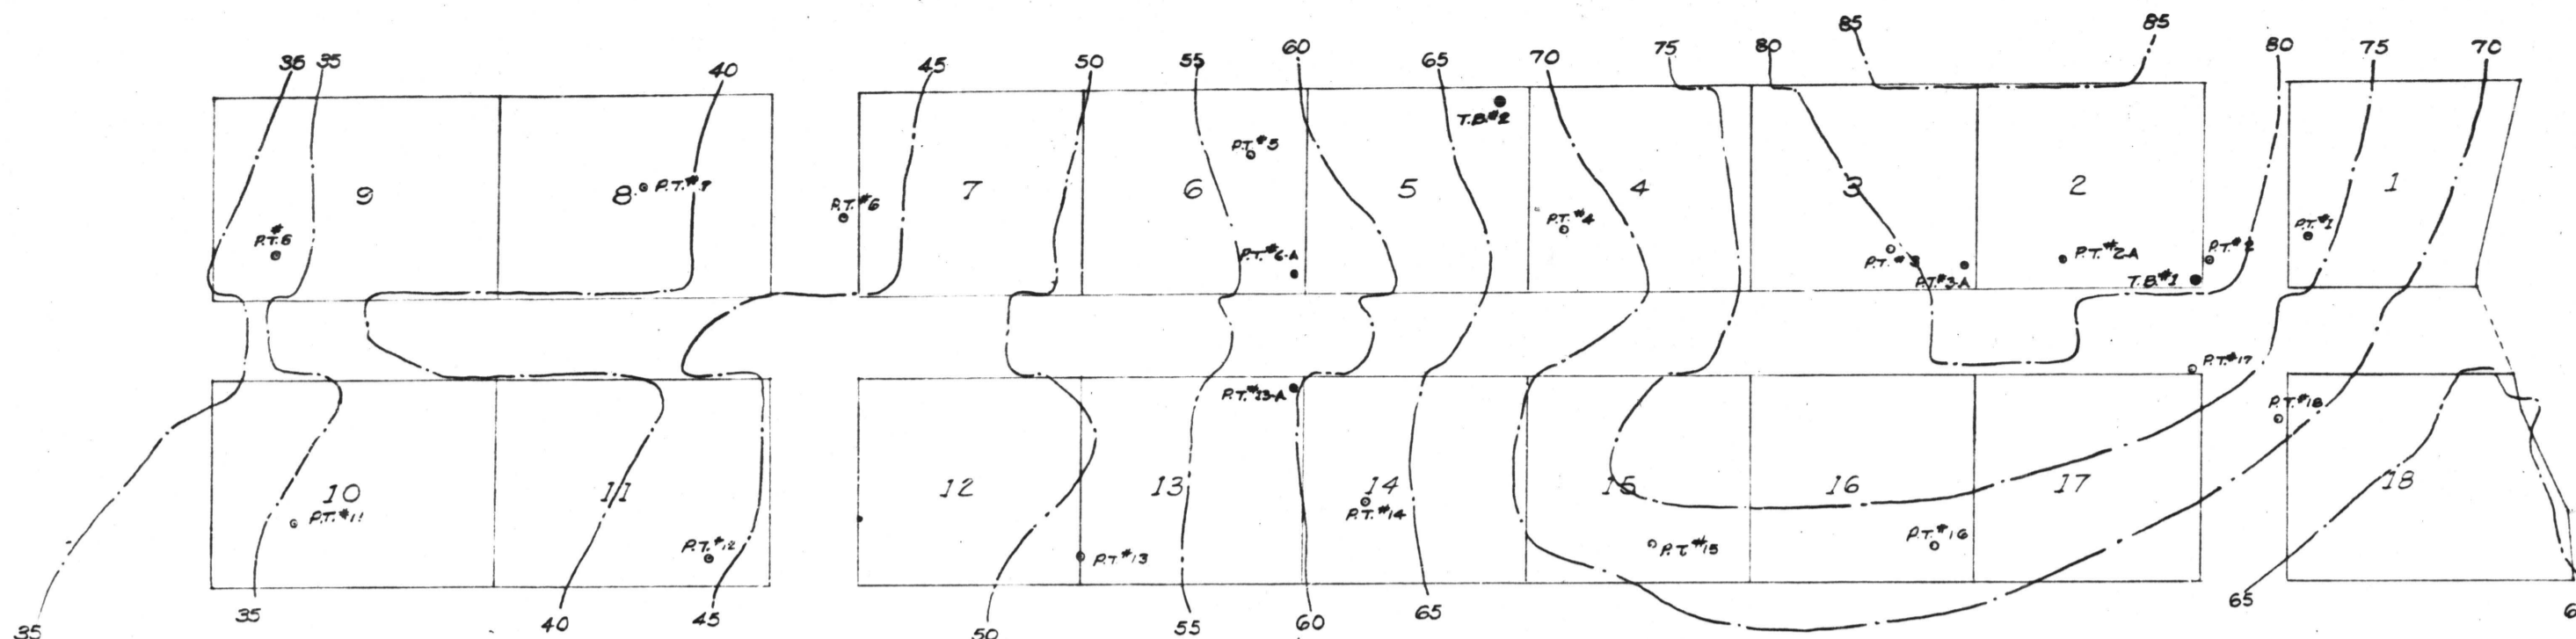 85 85
35 35 40 45 50 55 60 65 70 75 80 80 75 70
T.B.#2
P.T.#5
9 8 P.T.#7 7 6 5 4 3 2 1
P.T.#6 P.T.#4 P.T.#1
P.T.#8 P.T.#6-A P.T.#3 P.T.#3-A P.T.#2-A P.T.#2
T.B.#1
P.T.#17
P.T.#13-A P.T.#18
10 11 12 13 14 15 16 17 18
P.T.#11 P.T.#14
P.T.#12 P.T.#13 P.T.#15 P.T.#16
35 35 40 45 50 55 60 65 65